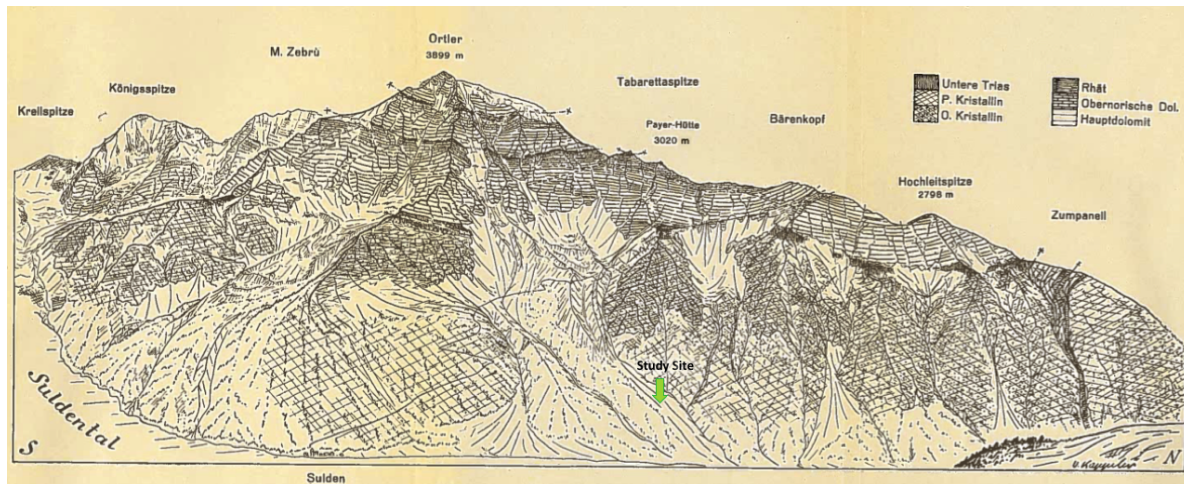 Ortler
3899 m
M. Zebrù
Tabarettaspitze
Königsspitze
Kreilspitze
Payer-Hütte
3020 m
Bärenkopf
Untere Trias
P. Kristallin
O. Kristallin
Rhät
Obernorische Dol.
Hauptdolomit
Hochleitspitze
2798 m
Zumpanell
Study Site
Suldental
S
N
Sulden